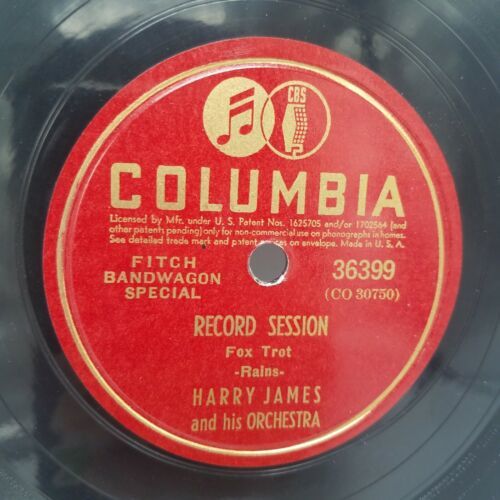 CBS
COLUMBIA
Licensed by Mfr. under U. S. Patent Nos. 1625705 and/or 1702564 (and
other patents pending) only for non-commercial use on phonographs in homes.
See detailed trade mark and patent notices on envelope. Made in U. S. A.
FITCH
BANDWAGON
SPECIAL
36399
(CO 30750)
RECORD SESSION
Fox Trot
-Rains-
HARRY JAMES
and his ORCHESTRA